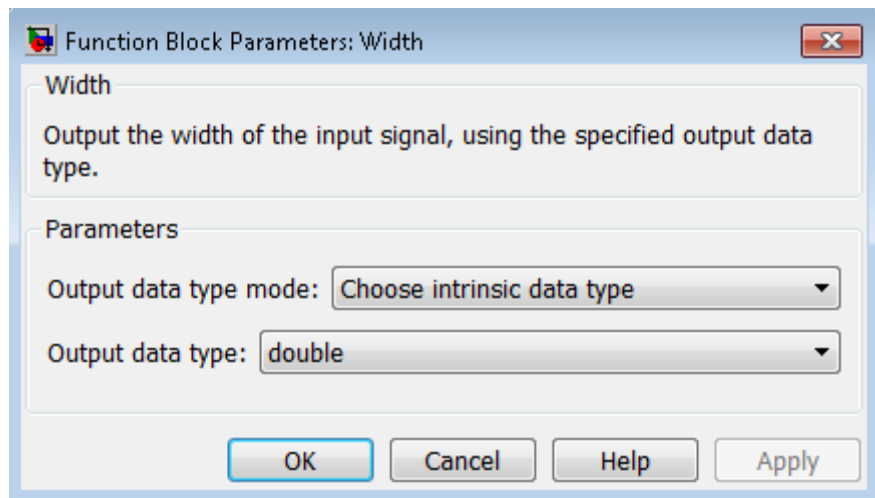 Function Block Parameters: Width
Width
Output the width of the input signal, using the specified output data
type.
Parameters
Output data type mode: Choose intrinsic data type
Output data type: double
OK Cancel Help Apply